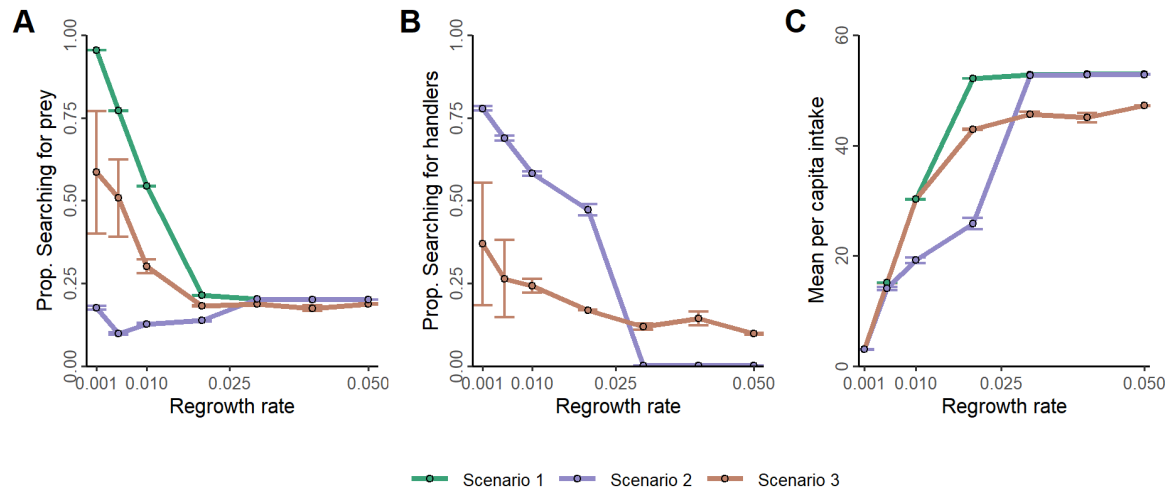 A
Prop. Searching for prey
1.00
0.75
0.50
0.25
0.00
0.001 0.010 0.025 0.050
Regrowth rate
B
Prop. Searching for handlers
1.00
0.75
0.50
0.25
0.00
0.001 0.010 0.025 0.050
Regrowth rate
C
Mean per capita intake
60
40
20
0
0.001 0.010 0.025 0.050
Regrowth rate
Scenario 1 Scenario 2 Scenario 3